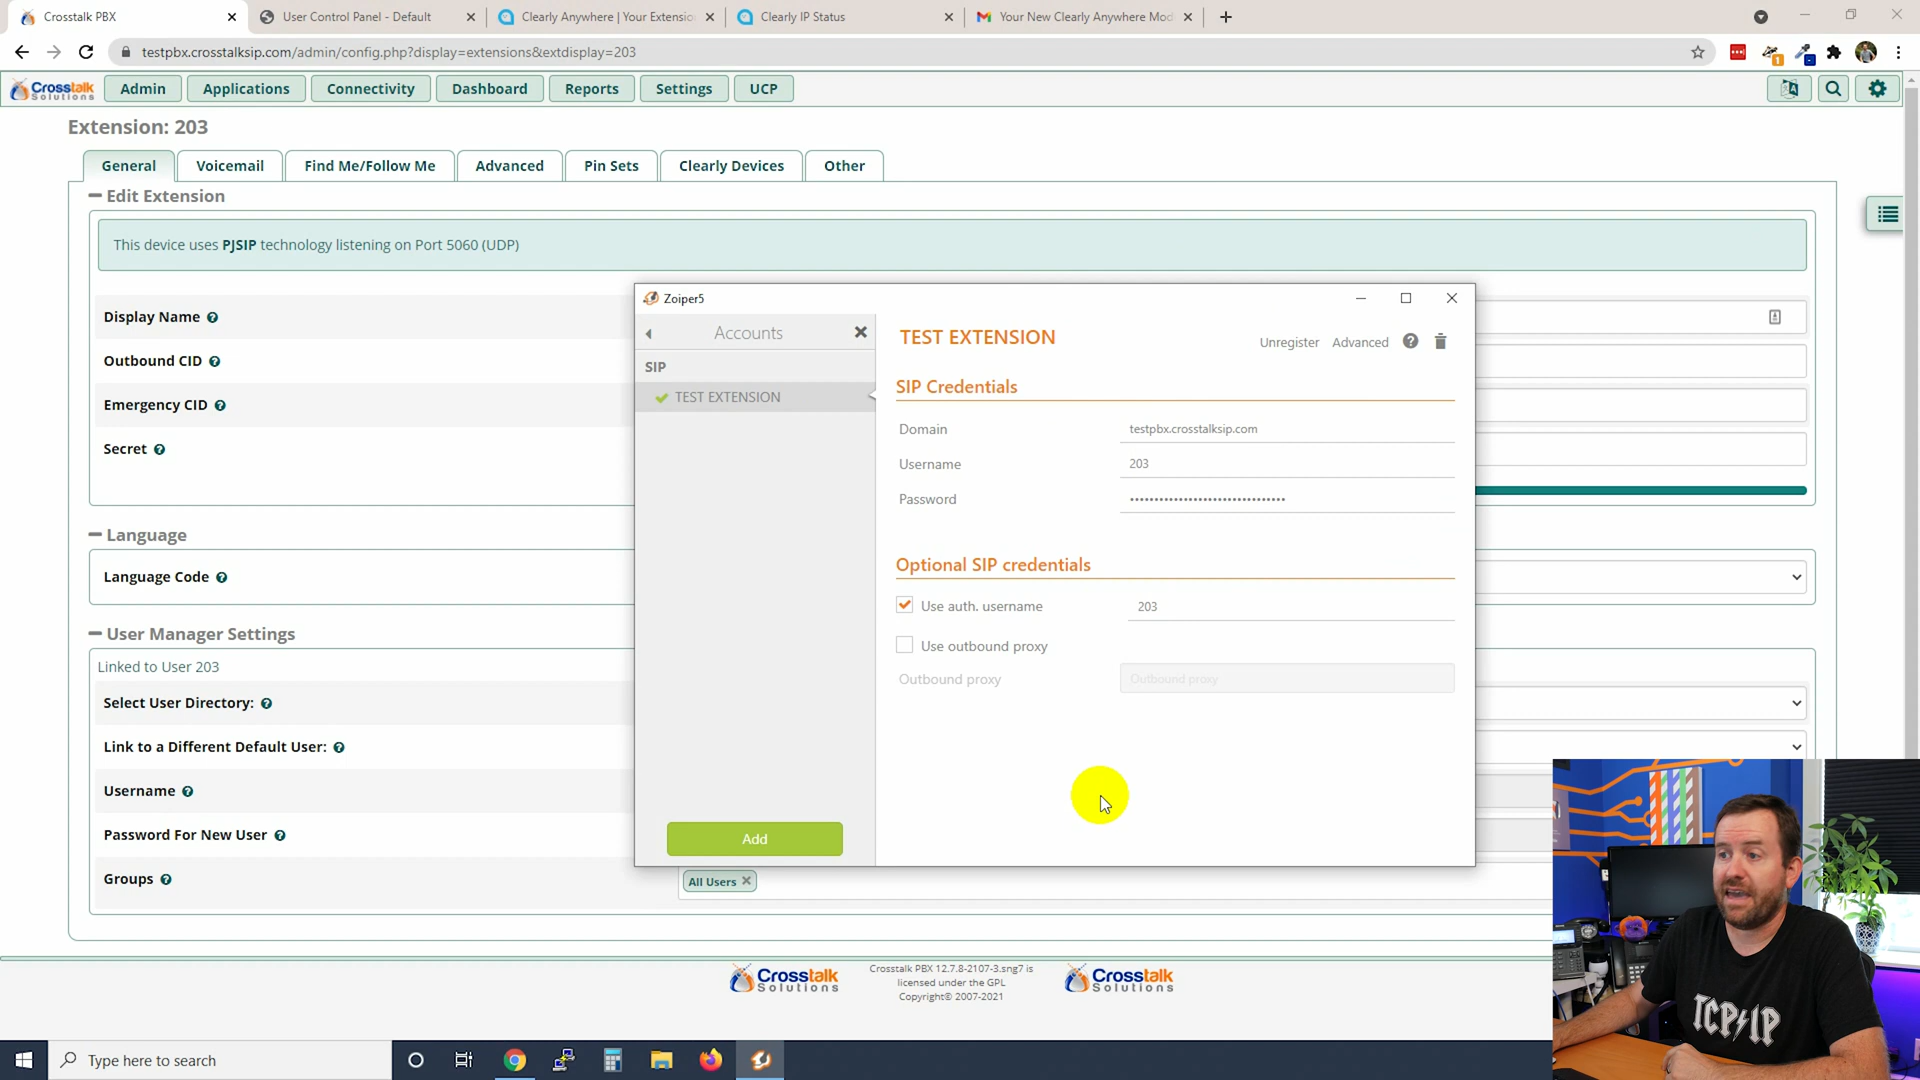 Crosstalk PBX
User Control Panel - Default
Clearly Anywhere | Your Extensio
Clearly IP Status
Your New Clearly Anywhere Mod
testpbx.crosstalksip.com/admin/config.php?display=extensions&extdisplay=203
Crosstalk
Solutions
Admin
Applications
Connectivity
Dashboard
Reports
Settings
UCP
Extension: 203
General
Voicemail
Find Me/Follow Me
Advanced
Pin Sets
Clearly Devices
Other
Edit Extension
This device uses PJSIP technology listening on Port 5060 (UDP)
Display Name
Outbound CID
Emergency CID
Secret
Language
Language Code
User Manager Settings
Linked to User 203
Select User Directory:
Link to a Different Default User:
Username
Password For New User
Groups
All Users
Zoiper5
Accounts
SIP
TEST EXTENSION
Add
TEST EXTENSION
Unregister
Advanced
SIP Credentials
Domain
testpbx.crosstalksip.com
Username
203
Password
Optional SIP credentials
Use auth. username
203
Use outbound proxy
Outbound proxy
Outbound proxy
Crosstalk
Solutions
Crosstalk PBX 12.7.8-2107-3.sng7 is
licensed under the GPL
Copyright© 2007-2021
Crosstalk
Solutions
TCP/IP
Type here to search